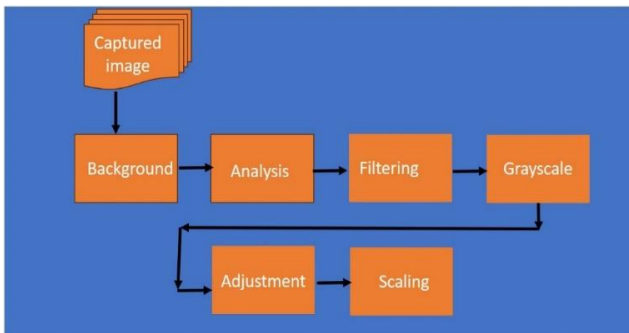 Captured
image
Background
Analysis
Filtering
Grayscale
Adjustment
Scaling